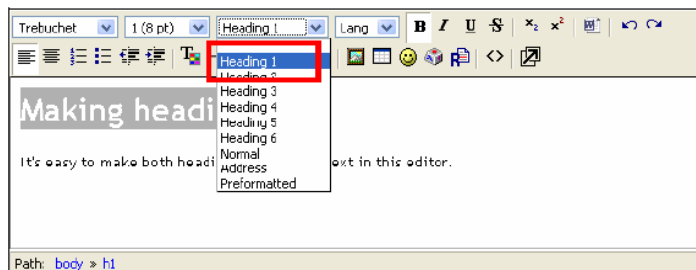 Trebuchet 1 (8 pt) Heading 1 Lang B I U S x₂ x²
Heading 1
Heading 2
Heading 3
Making headi
Heading 4
Heading 5
Heading 6
It's easy to make both headi ext in this editor.
Normal
Address
Preformatted
Path: body » h1